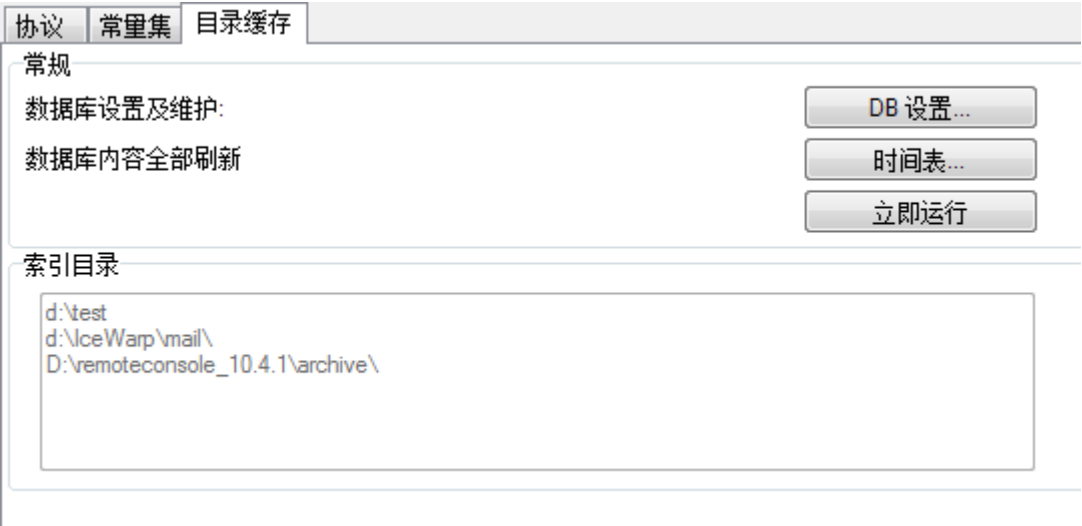 协议 常量集 目录缓存
常规
数据库设置及维护: DB 设置...
数据库内容全部刷新 时间表...
立即运行
索引目录
d:\test
d:\IceWarp\mail\
D:\remoteconsole_10.4.1\archive\